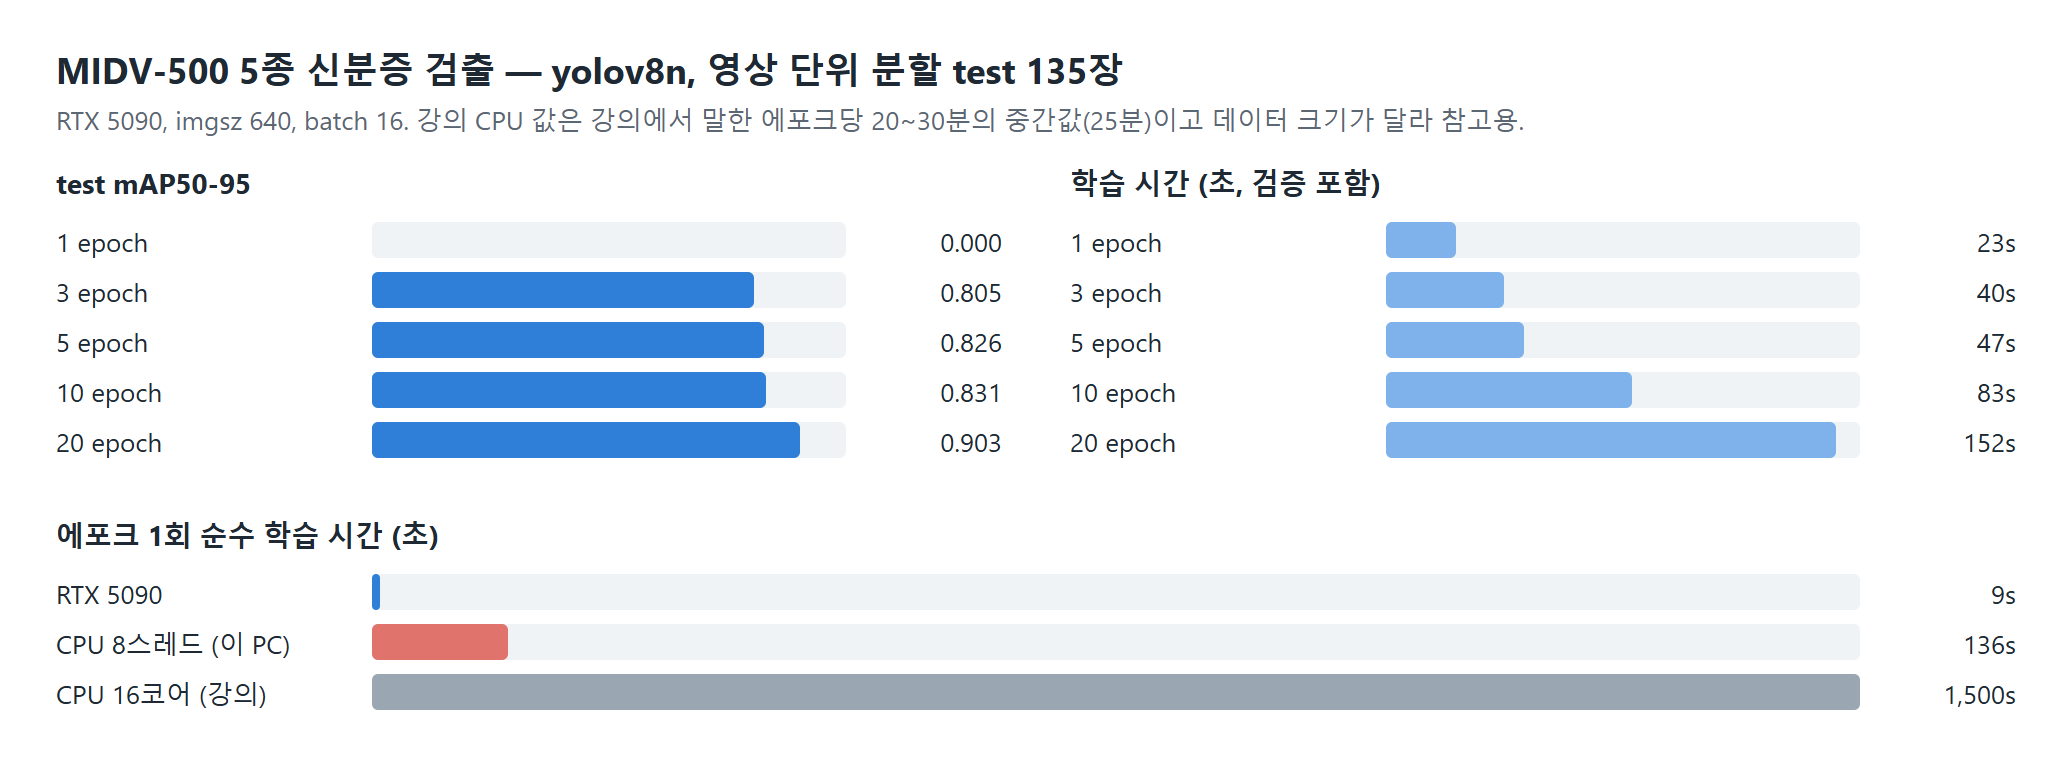 MIDV-500 5종 신분증 검출 — yolov8n, 영상 단위 분할 test 135장
RTX 5090, imgsz 640, batch 16. 강의 CPU 값은 강의에서 말한 에포크당 20~30분의 중간값(25분)이고 데이터 크기가 달라 참고용.
test mAP50-95
1 epoch 0.000
3 epoch 0.805
5 epoch 0.826
10 epoch 0.831
20 epoch 0.903
학습 시간 (초, 검증 포함)
1 epoch 23s
3 epoch 40s
5 epoch 47s
10 epoch 83s
20 epoch 152s
에포크 1회 순수 학습 시간 (초)
RTX 5090 9s
CPU 8스레드 (이 PC) 136s
CPU 16코어 (강의) 1,500s